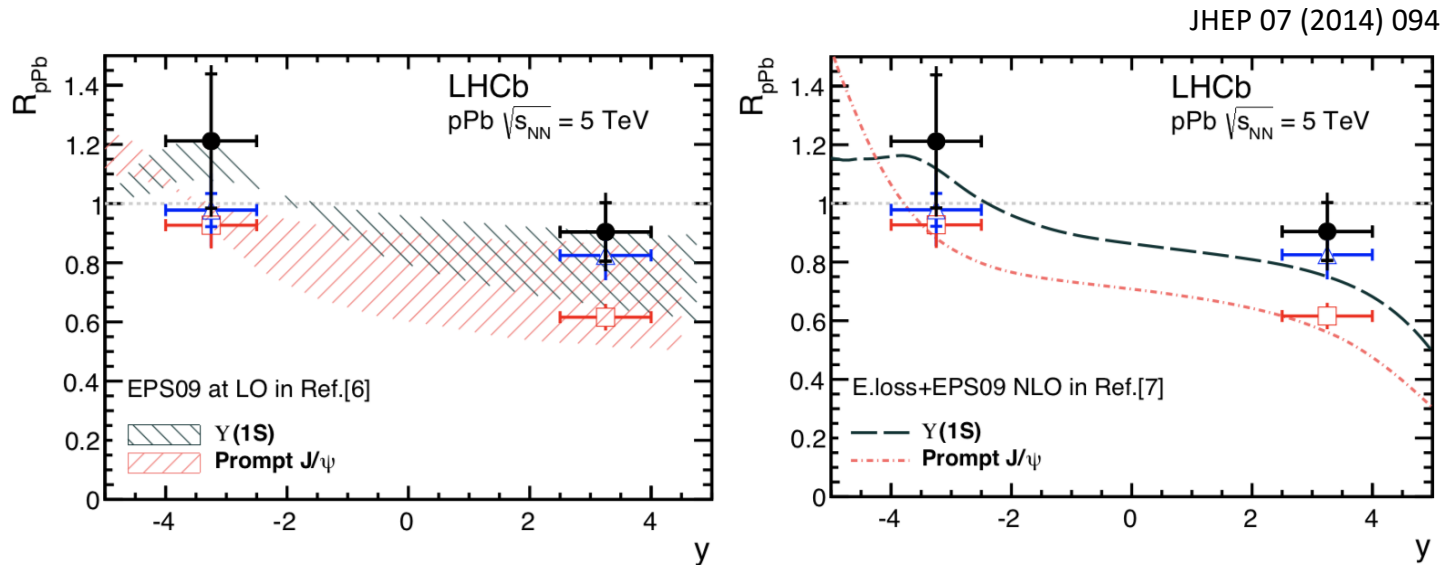 JHEP 07 (2014) 094
R_pPb
1.4
1.2
1
0.8
0.6
0.4
0.2
0
LHCb
pPb √s_NN = 5 TeV
EPS09 at LO in Ref.[6]
ϒ(1S)
Prompt J/ψ
-4 -2 0 2 4
y
R_pPb
1.4
1.2
1
0.8
0.6
0.4
0.2
0
LHCb
pPb √s_NN = 5 TeV
E.loss+EPS09 NLO in Ref.[7]
ϒ(1S)
Prompt J/ψ
-4 -2 0 2 4
y